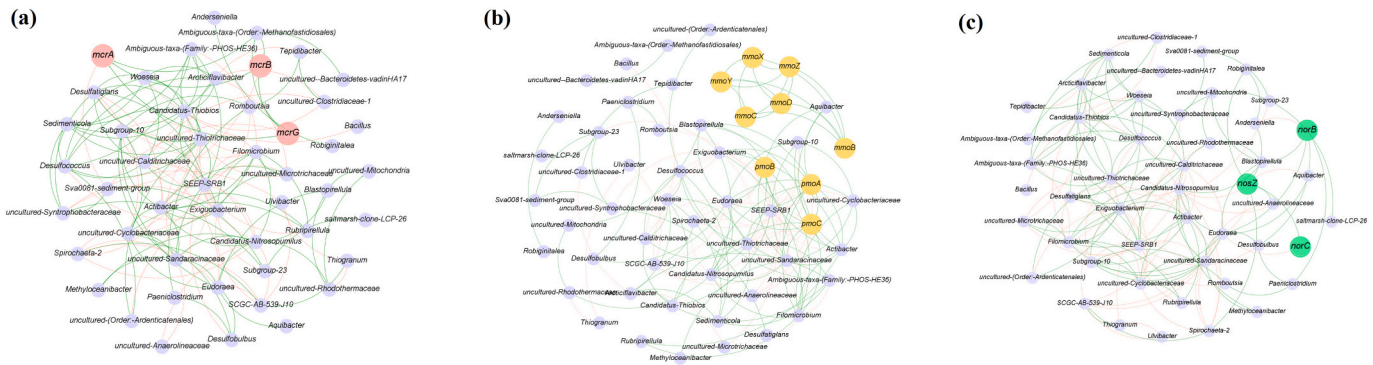 (a)
Anderseniella
Ambiguous-taxa-(Order:-Methanofastidiosales)
mcrA
Ambiguous-taxa-(Family:-PHOS-HE36)
Tepidibacter
mcrB
Woeseia
Arcticiflavibacter
uncultured--Bacteroidetes-vadinHA17
Desulfatiglans
Candidatus-Thiobios
Romboutsia
uncultured-Clostridiaceae-1
Sedimenticola
Subgroup-10
mcrG
Bacillus
uncultured-Thiotrichaceae
Robiginitalea
Filomicrobium
Desulfococcus
uncultured-Calditrichaceae
uncultured-Mitochondria
uncultured-Microtrichaceae
Sva0081-sediment-group
SEEP-SRB1
Blastopirellula
Ulvibacter
uncultured-Syntrophobacteraceae
Actibacter
Exiguobacterium
saltmarsh-clone-LCP-26
Rubripirellula
uncultured-Cyclobacteriaceae
Candidatus-Nitrosopumilus
Spirochaeta-2
uncultured-Sandaracinaceae
Thiogranum
Subgroup-23
Methyloceanibacter
Eudoraea
uncultured-Rhodothermaceae
Paeniclostridium
SCGC-AB-539-J10
uncultured-(Order:-Ardenticatenales)
Aquibacter
Desulfobulbus
uncultured-Anaerolineaceae
(b)
uncultured-(Order:-Ardenticatenales)
Ambiguous-taxa-(Order:-Methanofastidiosales)
mmoX
Bacillus
mmoZ
uncultured--Bacteroidetes-vadinHA17
mmoY
Tepidibacter
Paeniclostridium
mmoD
Aquibacter
Anderseniella
Blastopirellula
mmoC
Subgroup-23
Romboutsia
Subgroup-10
mmoB
saltmarsh-clone-LCP-26
Exiguobacterium
uncultured-Clostridiaceae-1
Ulvibacter
pmoB
Desulfococcus
pmoA
Sva0081-sediment-group
Woeseia
Eudoraea
uncultured-Cyclobacteriaceae
uncultured-Syntrophobacteraceae
SEEP-SRB1
uncultured-Mitochondria
Spirochaeta-2
pmoC
uncultured-Calditrichaceae
uncultured-Thiotrichaceae
Actibacter
Robiginitalea
Desulfobulbus
uncultured-Sandaracinaceae
SCGC-AB-539-J10
Candidatus-Nitrosopumilus
Ambiguous-taxa-(Family:-PHOS-HE36)
uncultured-Rhodothermaceae
Arcticiflavibacter
uncultured-Anaerolineaceae
Candidatus-Thiobios
Thiogranum
Filomicrobium
Sedimenticola
Desulfatiglans
Rubripirellula
uncultured-Microtrichaceae
Methyloceanibacter
(c)
uncultured-Clostridiaceae-1
Sedimenticola
Sva0081-sediment-group
uncultured--Bacteroidetes-vadinHA17
Robiginitalea
Arcticiflavibacter
uncultured-Mitochondria
Woeseia
Subgroup-23
Tepidibacter
uncultured-Syntrophobacteraceae
Candidatus-Thiobios
Anderseniella
norB
Ambiguous-taxa-(Order:-Methanofastidiosales)
Desulfococcus
uncultured-Rhodothermaceae
Ambiguous-taxa-(Family:-PHOS-HE36)
uncultured-Calditrichaceae
Blastopirellula
uncultured-Thiotrichaceae
Aquibacter
Bacillus
Candidatus-Nitrosopumilus
nosZ
Desulfatiglans
Exiguobacterium
uncultured-Anaerolineaceae
uncultured-Microtrichaceae
Actibacter
saltmarsh-clone-LCP-26
Eudoraea
Filomicrobium
SEEP-SRB1
Desulfobulbus
norC
Subgroup-10
uncultured-Sandaracinaceae
uncultured-(Order:-Ardenticatenales)
uncultured-Cyclobacteriaceae
Romboutsia
Paeniclostridium
SCGC-AB-539-J10
Rubripirellula
Methyloceanibacter
Thiogranum
Ulvibacter
Spirochaeta-2